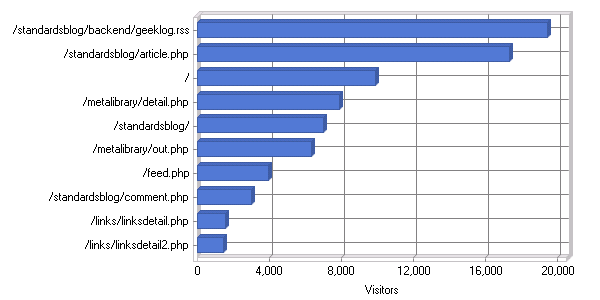 /standardsblog/backend/geeklog.rss
/standardsblog/article.php
/
/metalibrary/detail.php
/standardsblog/
/metalibrary/out.php
/feed.php
/standardsblog/comment.php
/links/linksdetail.php
/links/linksdetail2.php
0 4,000 8,000 12,000 16,000 20,000
Visitors